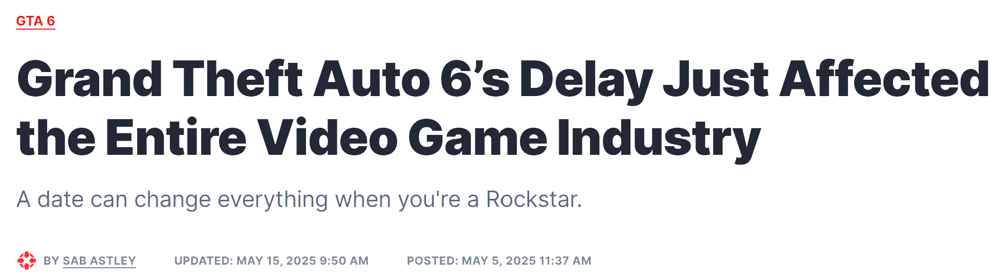 GTA 6
Grand Theft Auto 6’s Delay Just Affected
the Entire Video Game Industry
A date can change everything when you're a Rockstar.
BY SAB ASTLEY UPDATED: MAY 15, 2025 9:50 AM POSTED: MAY 5, 2025 11:37 AM